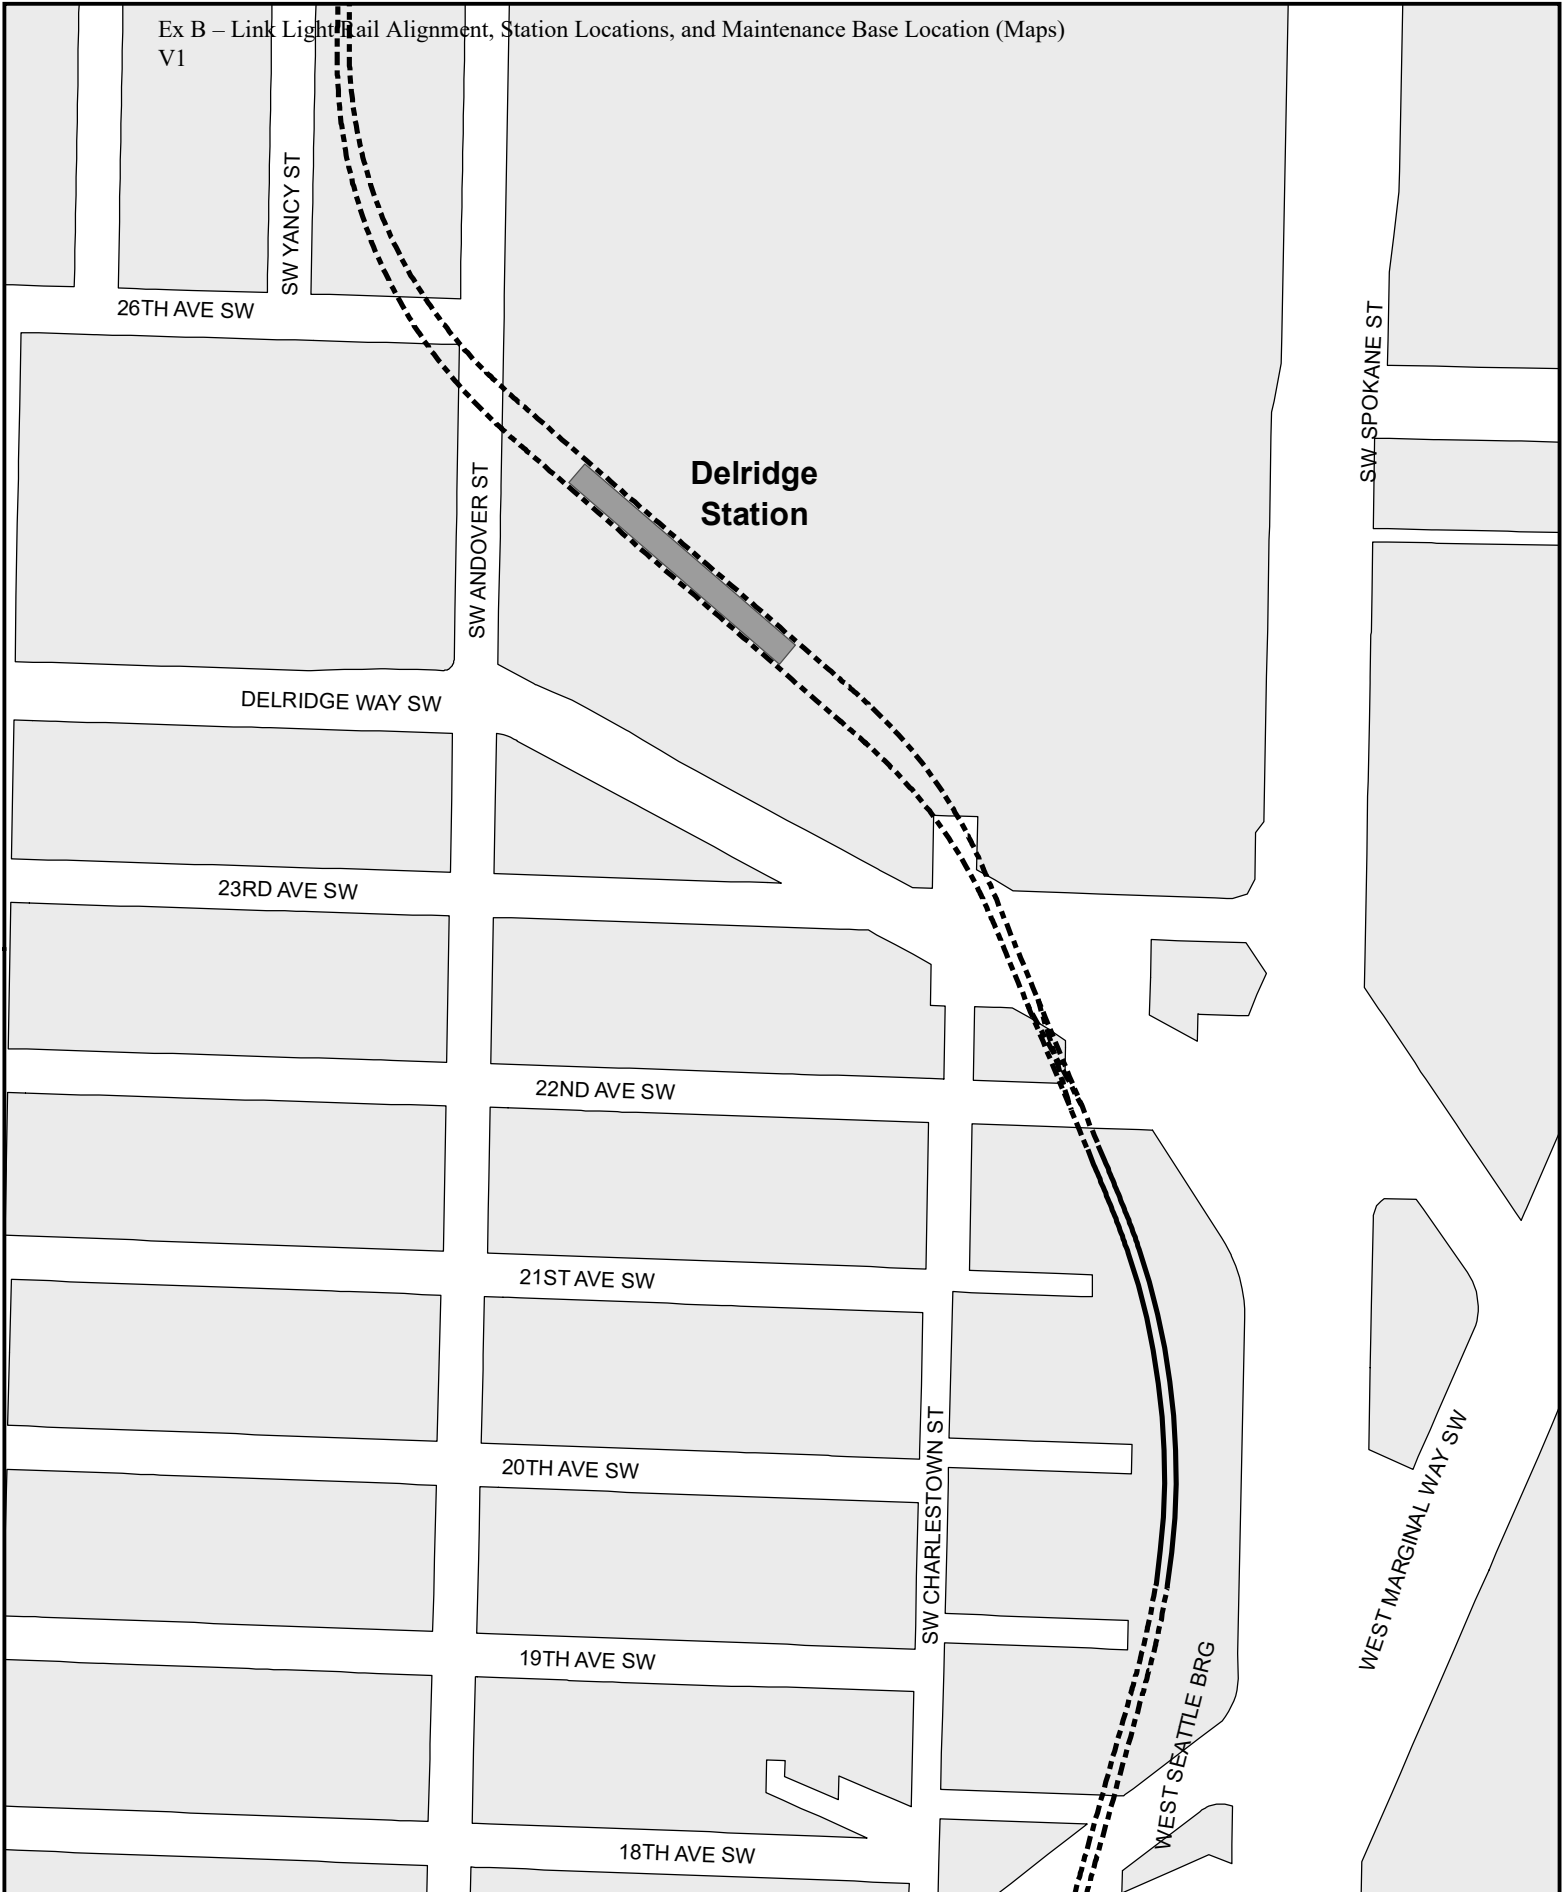 Ex B – Link Light Rail Alignment, Station Locations, and Maintenance Base Location (Maps)
V1
SW YANCY ST
26TH AVE SW
SW SPOKANE ST
Delridge
Station
SW ANDOVER ST
DELRIDGE WAY SW
23RD AVE SW
22ND AVE SW
21ST AVE SW
SW CHARLESTOWN ST
WEST MARGINAL WAY SW
20TH AVE SW
19TH AVE SW
WEST SEATTLE BRG
18TH AVE SW